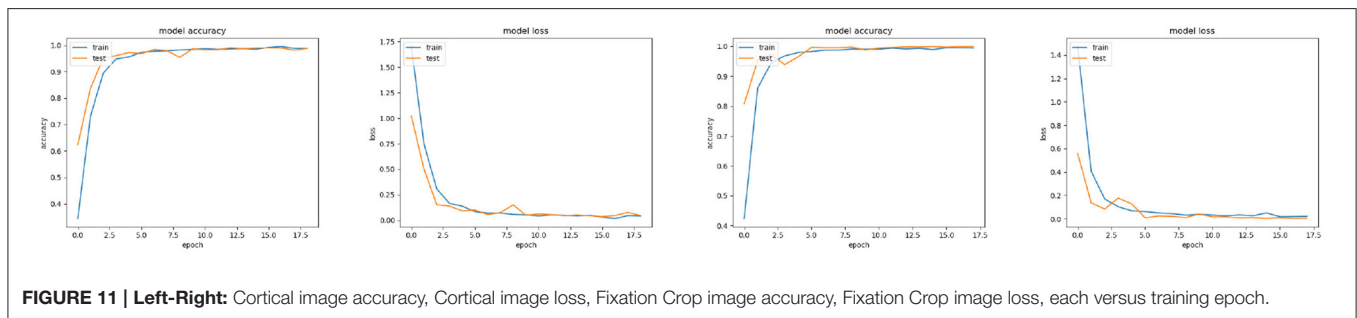 model accuracy
train
test
1.0
0.9
0.8
0.7
0.6
0.5
0.4
accuracy
0.0 2.5 5.0 7.5 10.0 12.5 15.0 17.5
epoch
model loss
train
test
1.75
1.50
1.25
1.00
0.75
0.50
0.25
0.00
loss
0.0 2.5 5.0 7.5 10.0 12.5 15.0 17.5
epoch
model accuracy
train
test
1.0
0.9
0.8
0.7
0.6
0.5
0.4
accuracy
0.0 2.5 5.0 7.5 10.0 12.5 15.0 17.5
epoch
model loss
train
test
1.4
1.2
1.0
0.8
0.6
0.4
0.2
0.0
loss
0.0 2.5 5.0 7.5 10.0 12.5 15.0 17.5
epoch
FIGURE 11 | Left-Right: Cortical image accuracy, Cortical image loss, Fixation Crop image accuracy, Fixation Crop image loss, each versus training epoch.